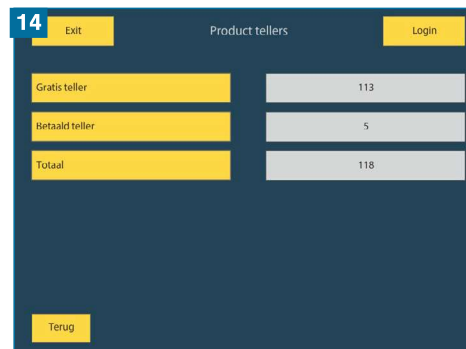 14
Exit Product tellers Login
Gratis teller 113
Betaald teller 5
Totaal 118
Terug